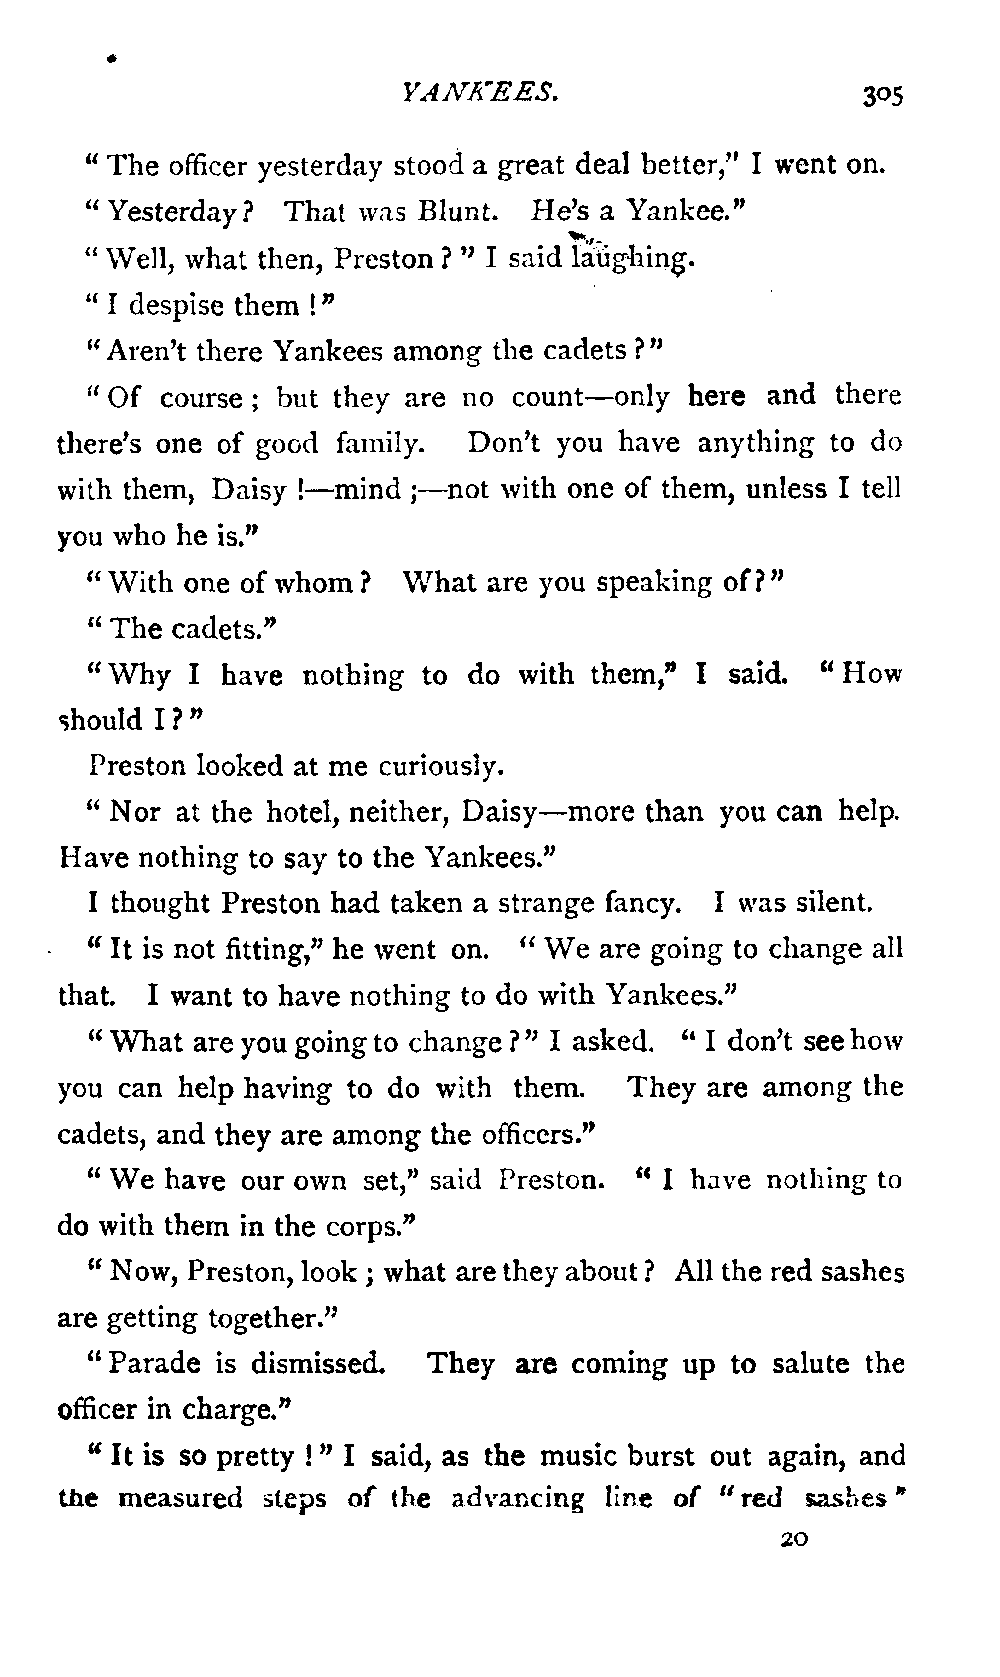 YANKEES. 305
"The officer yesterday stood a great deal better," I went on.
"Yesterday? That was Blunt. He's a Yankee."
"Well, what then, Preston?" I said laughing.
"I despise them!"
"Aren't there Yankees among the cadets?"
"Of course; but they are no count—only here and there
there's one of good family. Don't you have anything to do
with them, Daisy!—mind;—not with one of them, unless I tell
you who he is."
"With one of whom? What are you speaking of?"
"The cadets."
"Why I have nothing to do with them," I said. "How
should I?"
Preston looked at me curiously.
"Nor at the hotel, neither, Daisy—more than you can help.
Have nothing to say to the Yankees."
I thought Preston had taken a strange fancy. I was silent.
"It is not fitting," he went on. "We are going to change all
that. I want to have nothing to do with Yankees."
"What are you going to change?" I asked. "I don't see how
you can help having to do with them. They are among the
cadets, and they are among the officers."
"We have our own set," said Preston. "I have nothing to
do with them in the corps."
"Now, Preston, look; what are they about? All the red sashes
are getting together."
"Parade is dismissed. They are coming up to salute the
officer in charge."
"It is so pretty!" I said, as the music burst out again, and
the measured steps of the advancing line of "red sashes"
20